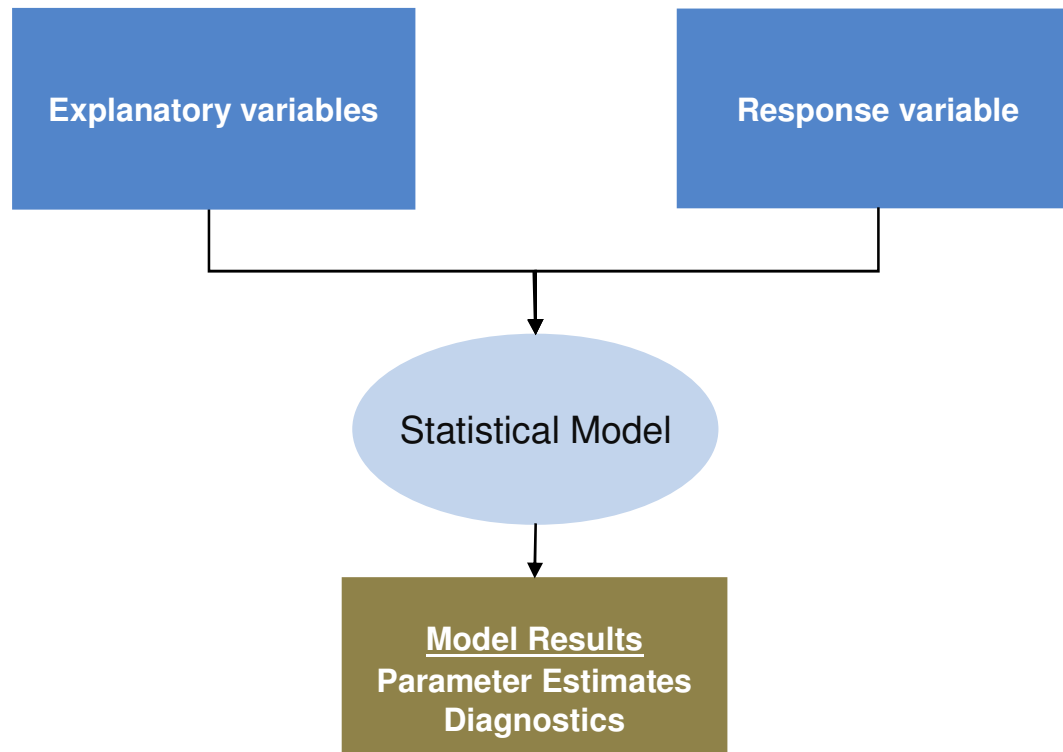 Explanatory variables
Response variable
Statistical Model
Model Results
Parameter Estimates
Diagnostics